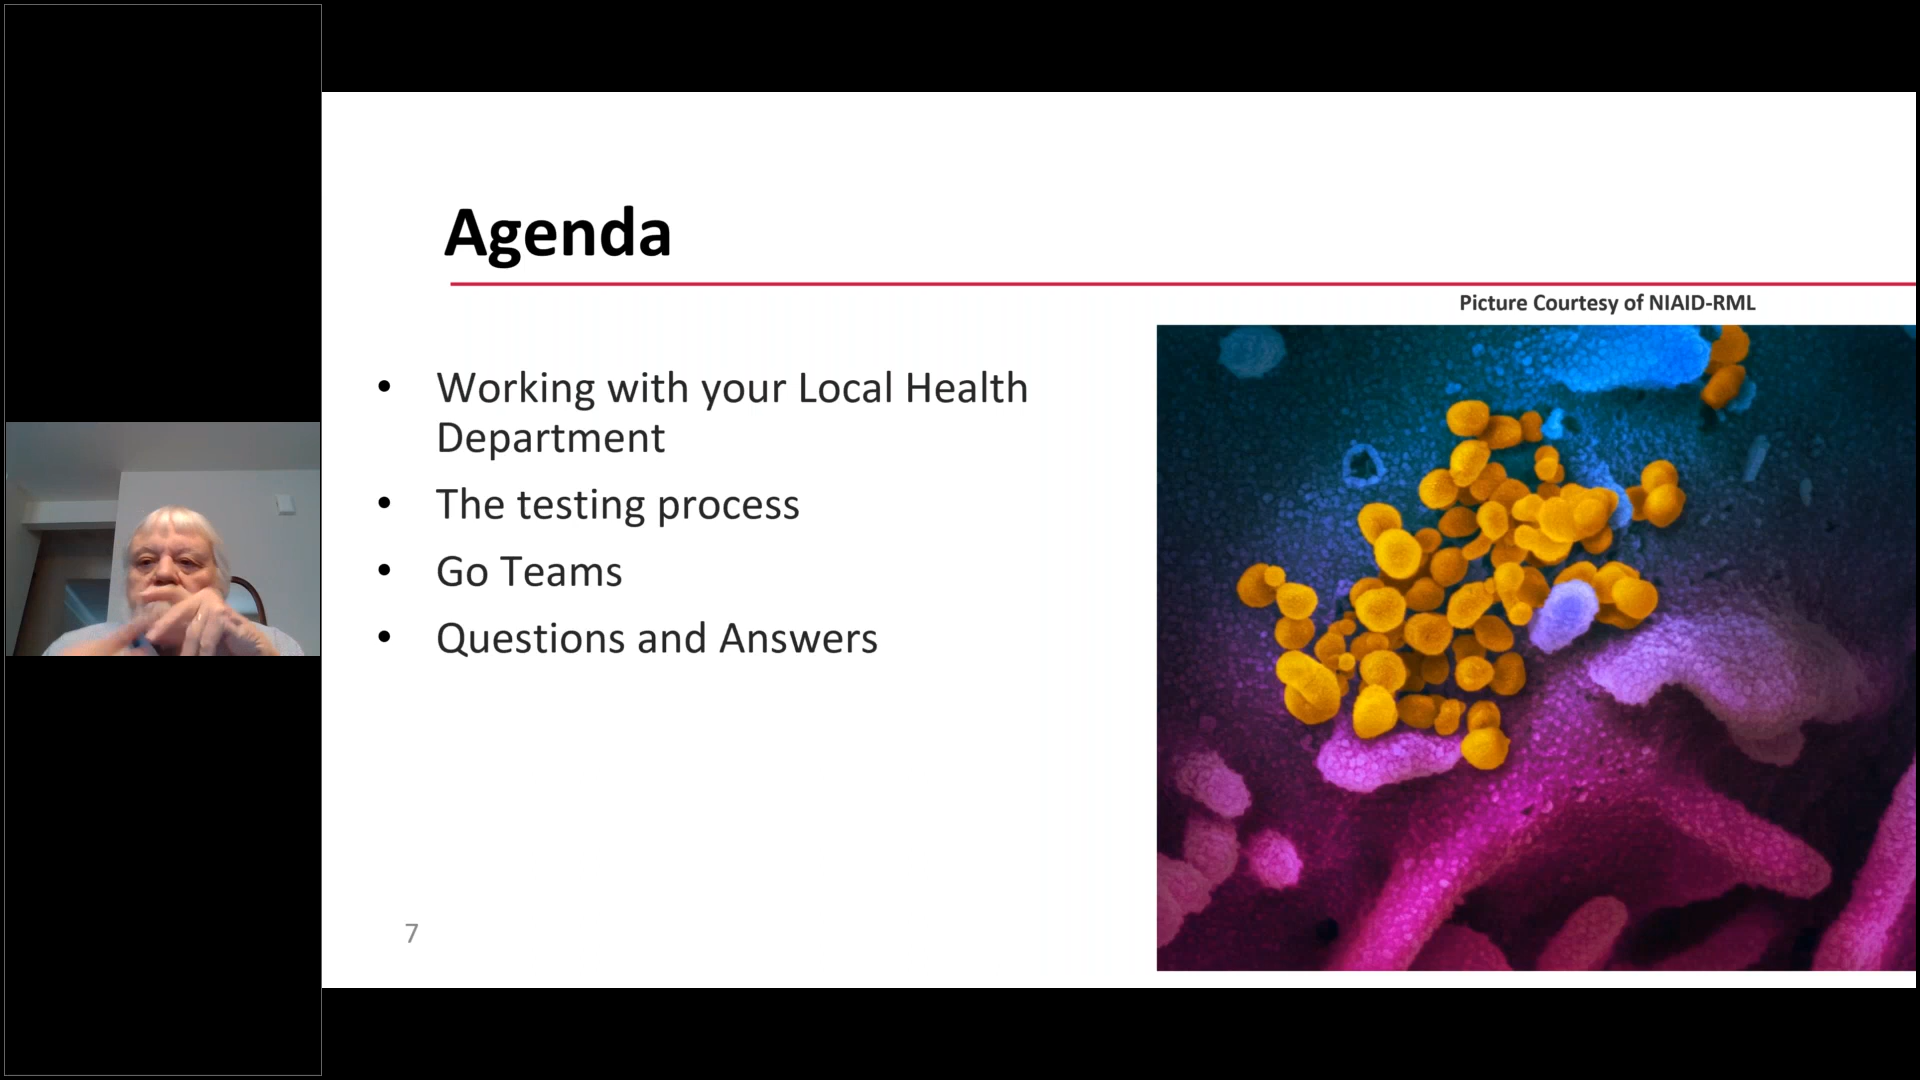 Agenda
Picture Courtesy of NIAID-RML
• Working with your Local Health
Department
• The testing process
• Go Teams
• Questions and Answers
7